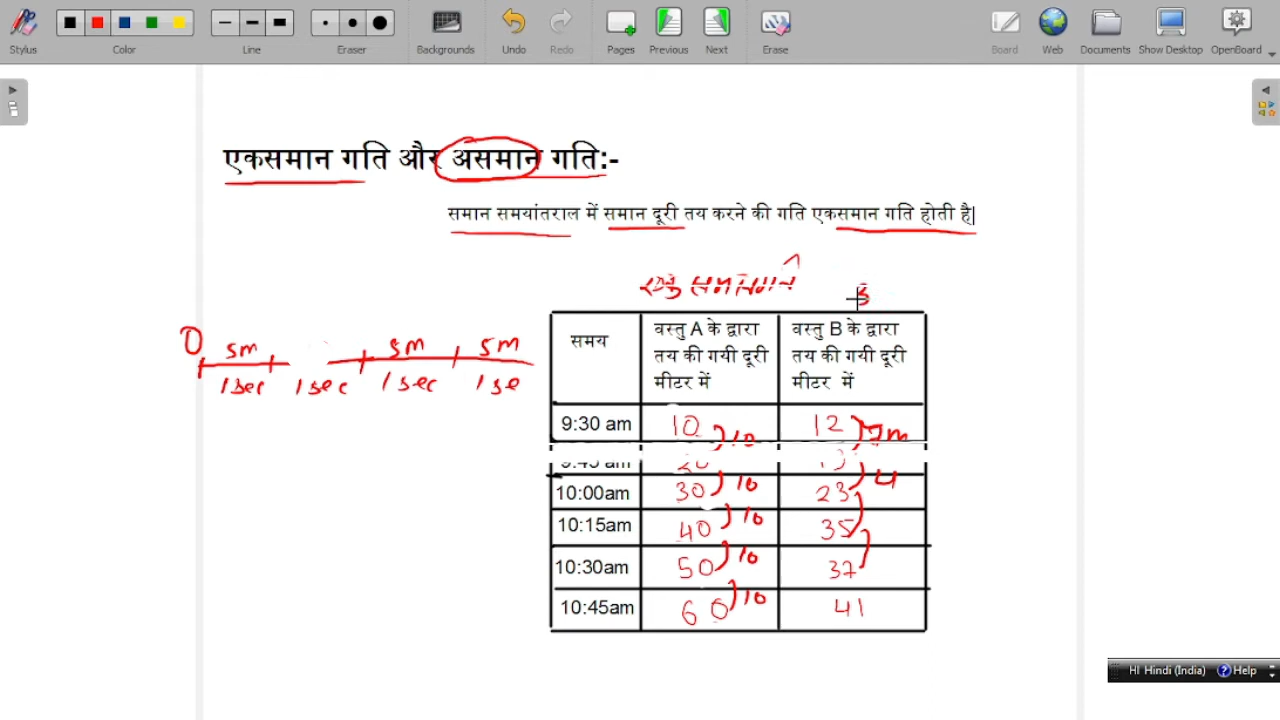 Stylus Color Line Eraser Backgrounds Undo Redo Pages Previous Next Erase Board Web Documents Show Desktop OpenBoard
एकसमान गति और असमान गति:-
समान समयांतराल में समान दूरी तय करने की गति एकसमान गति होती है
0 5m 5m 5m
1sec 1sec 1sec 1se
समय वस्तु A के द्वारा तय की गयी दूरी मीटर में वस्तु B के द्वारा तय की गयी दूरी मीटर में
9:30 am 10 12
10 m
10:00am 30 23
10 4
10:15am 40 35
10
10:30am 50 37
10
10:45am 60 41
10
HI Hindi (India) Help